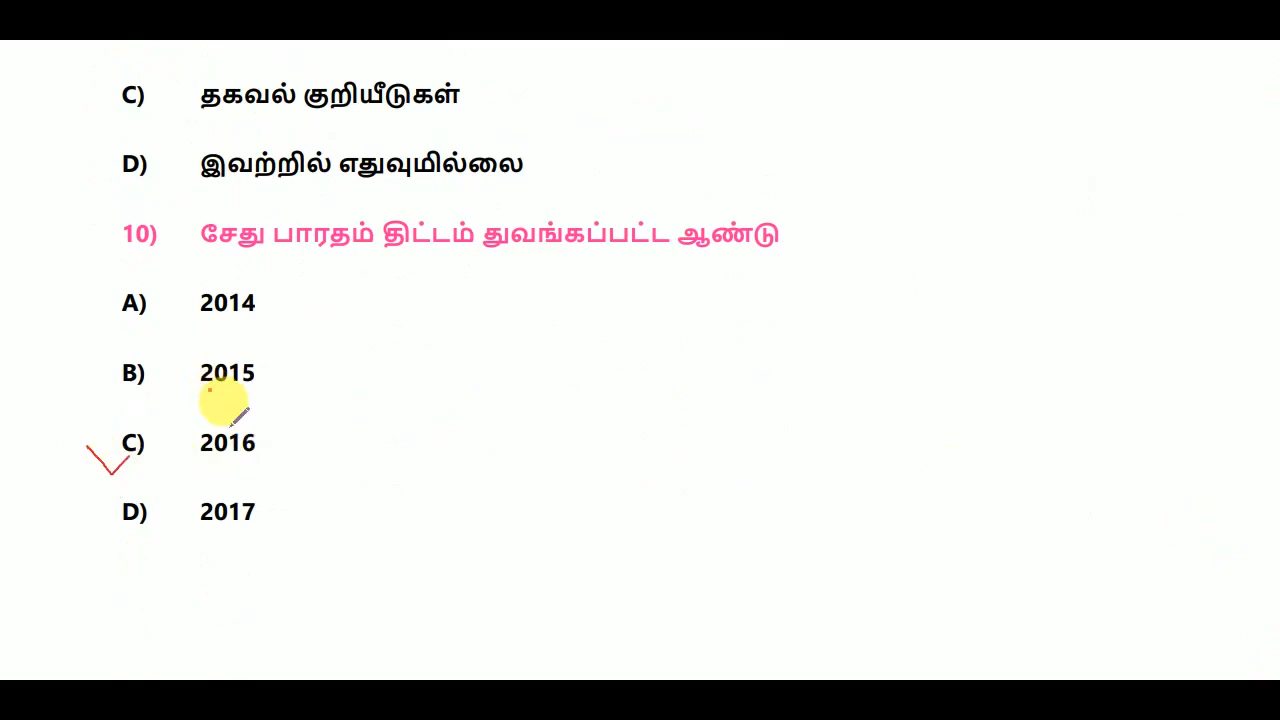 C) தகவல் குறியீடுகள்
D) இவற்றில் எதுவுமில்லை
10) சேது பாரதம் திட்டம் துவங்கப்பட்ட ஆண்டு
A) 2014
B) 2015
C) 2016
D) 2017